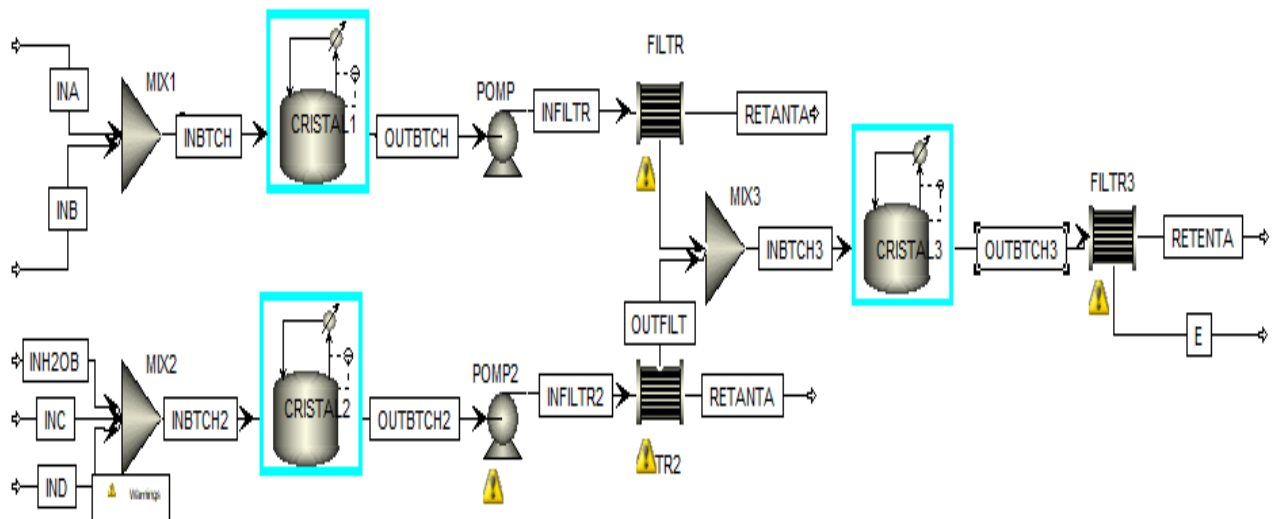 FILTR
MIX1
INA
POMP
INFILTR
RETANTA
INBTCH
CRISTAL1
OUTBTCH
FILTR3
MIX3
INB
INBTCH3
CRISTAL3
OUTBTCH3
RETENTA
OUTFILT
E
INH2OB
MIX2
POMP2
INFILTR2
RETANTA
INC
INBTCH2
CRISTAL2
OUTBTCH2
TR2
IND
Warnings